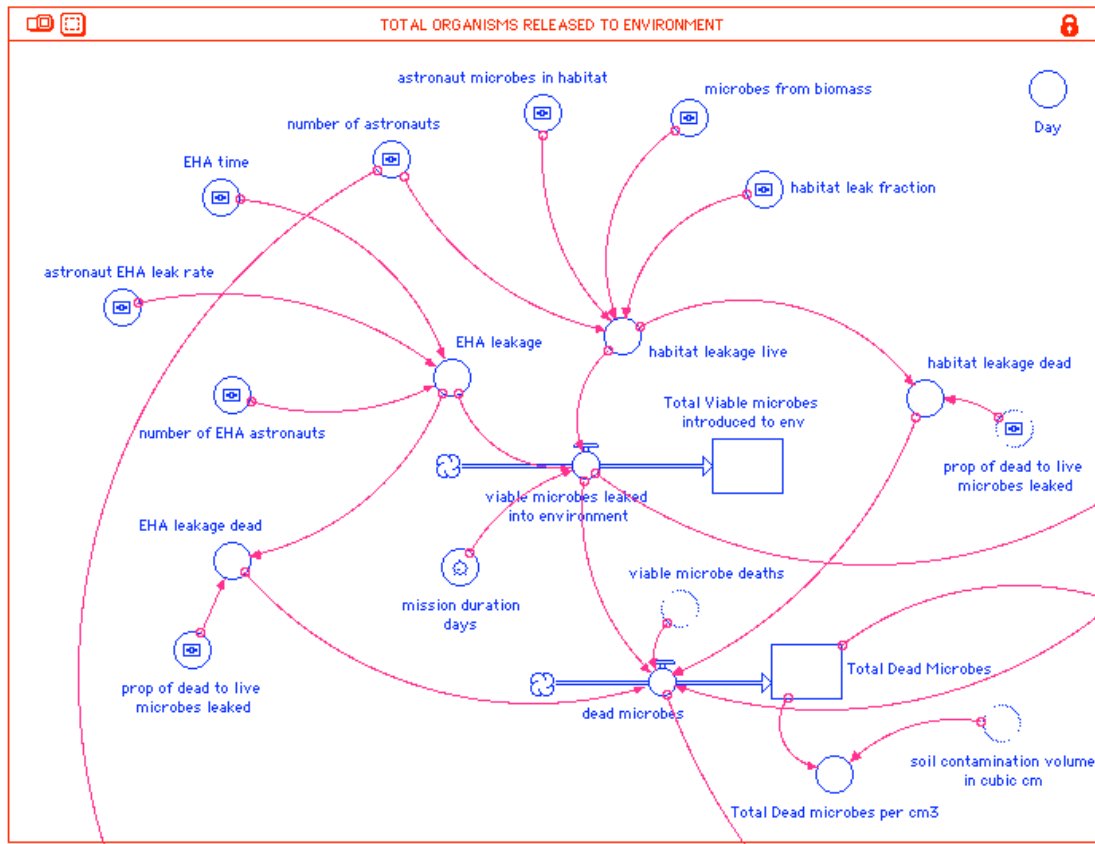 TOTAL ORGANISMS RELEASED TO ENVIRONMENT
astronaut microbes in habitat
microbes from biomass
number of astronauts
Day
EHA time
habitat leak fraction
astronaut EHA leak rate
EHA leakage
habitat leakage live
habitat leakage dead
Total Viable microbes
introduced to env
number of EHA astronauts
prop of dead to live
microbes leaked
viable microbes leaked
into environment
EHA leakage dead
viable microbe deaths
mission duration
days
Total Dead Microbes
prop of dead to live
microbes leaked
dead microbes
soil contamination volume
in cubic cm
Total Dead microbes per cm3